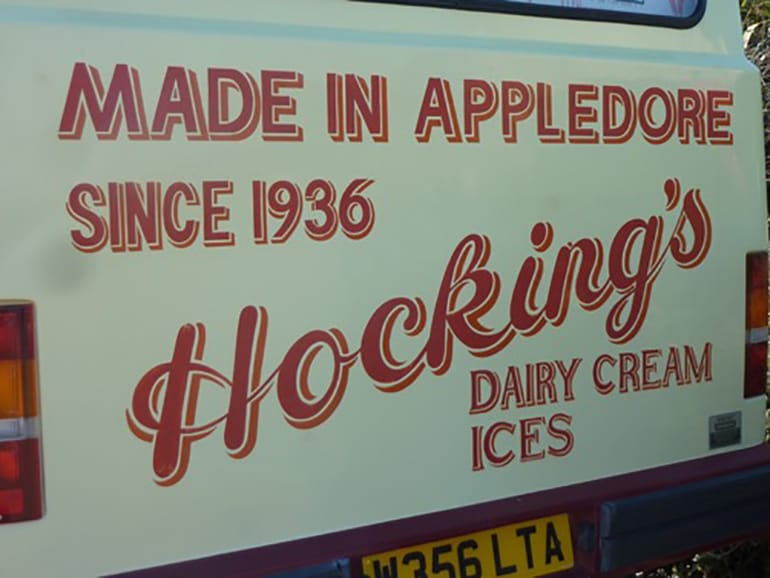 MADE IN APPLEDORE
SINCE 1936
Hocking's
DAIRY CREAM
ICES
W356 LTA